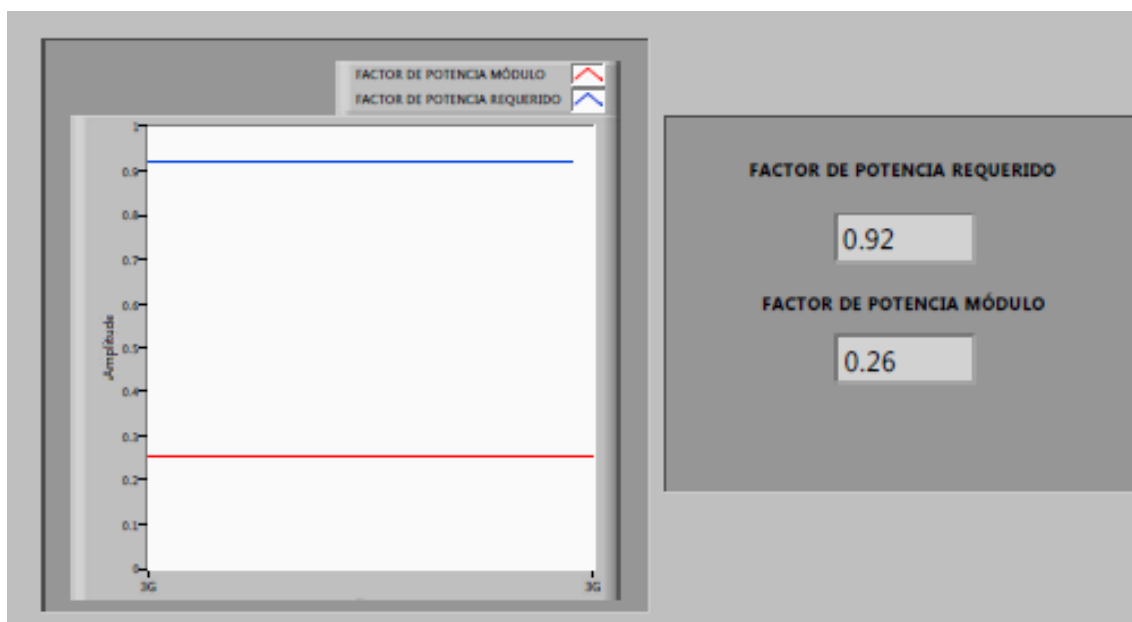 FACTOR DE POTENCIA MÓDULO
FACTOR DE POTENCIA REQUERIDO
1
0.9
0.8
0.7
0.6
0.5
0.4
0.3
0.2
0.1
0
Amplitude
3G
3G
FACTOR DE POTENCIA REQUERIDO
0.92
FACTOR DE POTENCIA MÓDULO
0.26